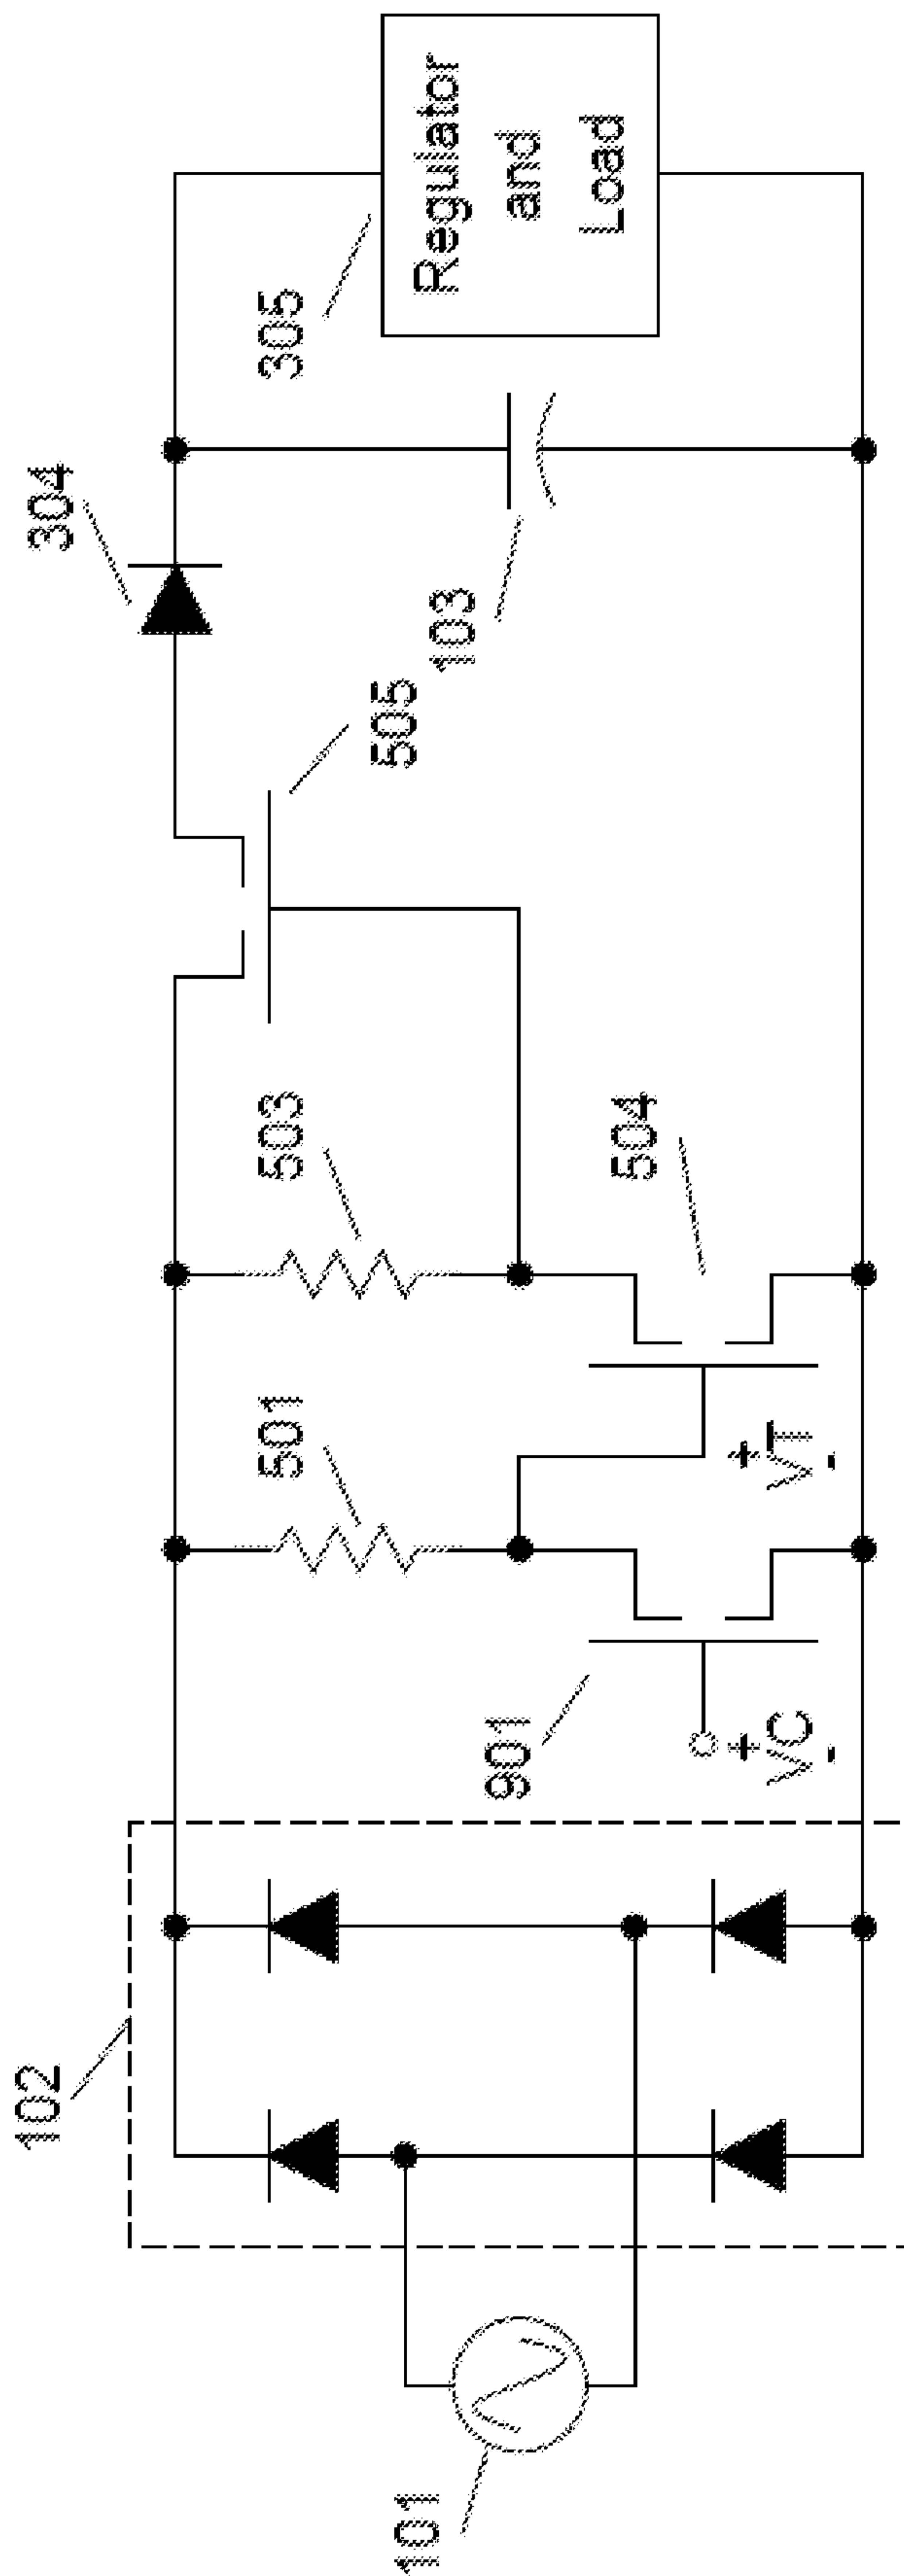 101
102
901
+
VC
-
501
+
VT
-
503
504
505
103
304
305
Regulator
and
Load